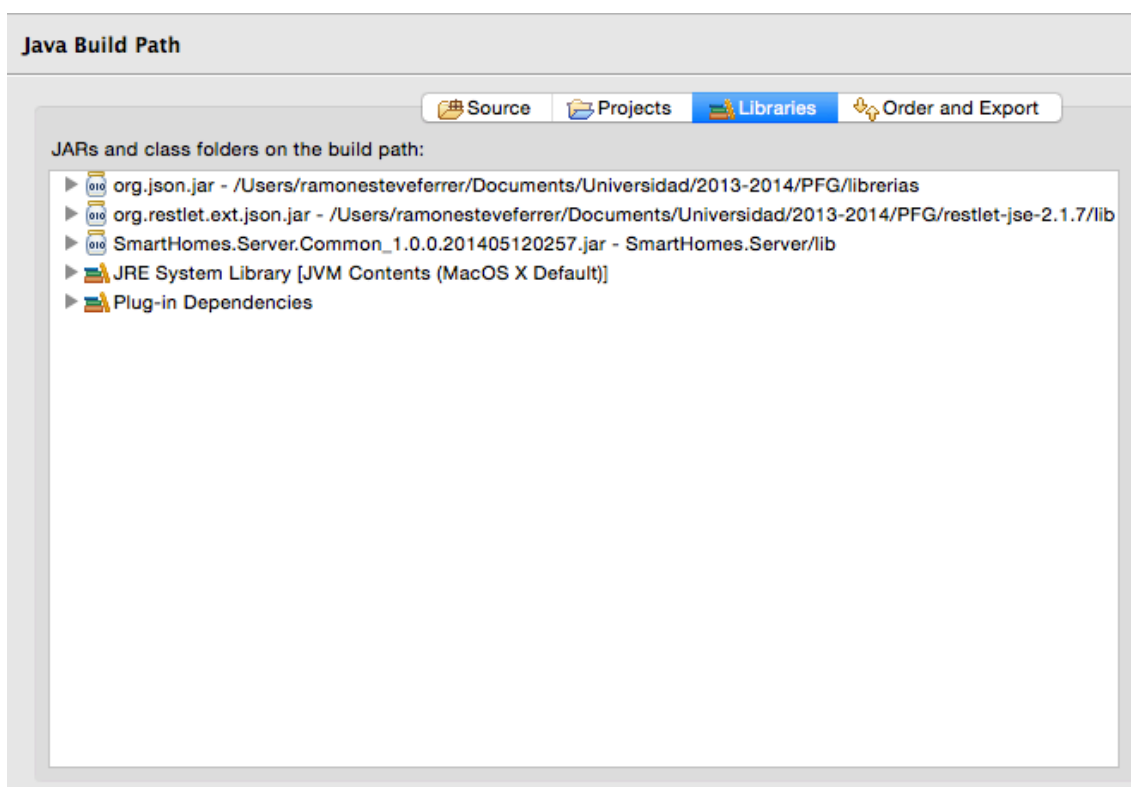 Java Build Path
Source Projects Libraries Order and Export
JARs and class folders on the build path:
org.json.jar - /Users/ramonesteveferrer/Documents/Universidad/2013-2014/PFG/librerias
org.restlet.ext.json.jar - /Users/ramonesteveferrer/Documents/Universidad/2013-2014/PFG/restlet-jse-2.1.7/lib
SmartHomes.Server.Common_1.0.0.201405120257.jar - SmartHomes.Server/lib
JRE System Library [JVM Contents (MacOS X Default)]
Plug-in Dependencies